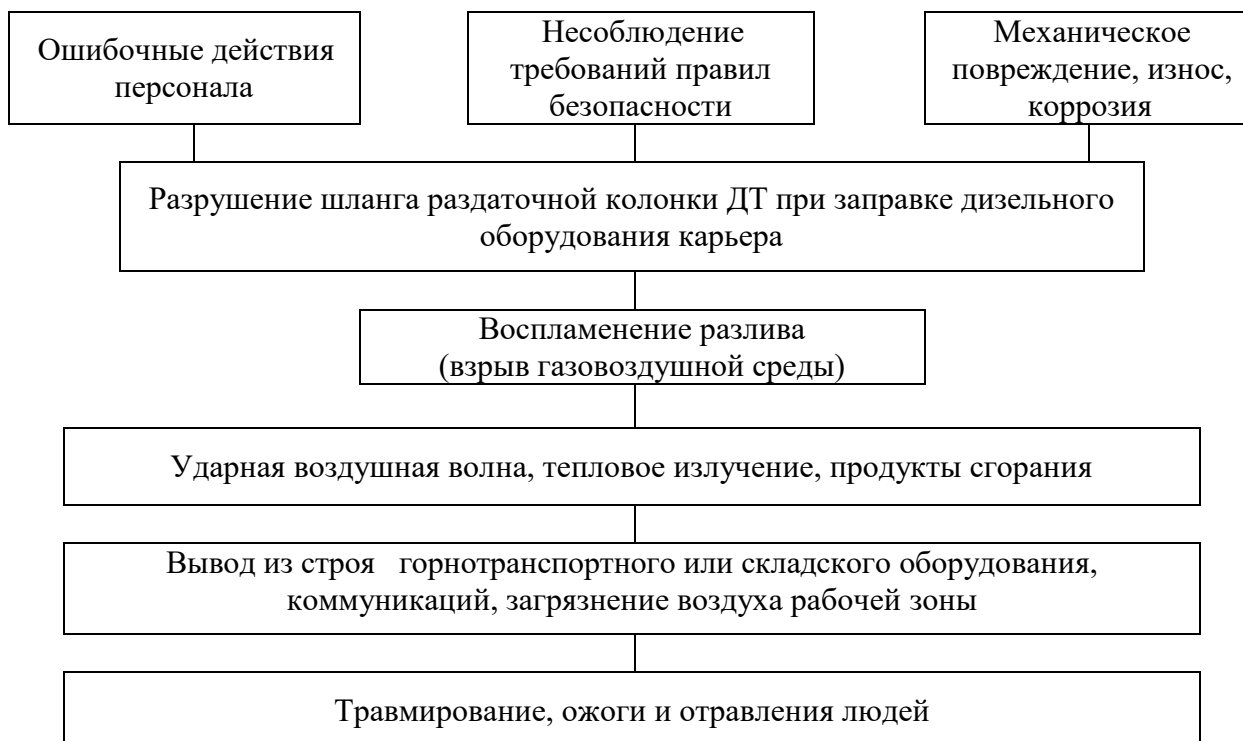 Ошибочные действия
персонала
Несоблюдение
требований правил
безопасности
Механическое
повреждение, износ,
коррозия
Разрушение шланга раздаточной колонки ДТ при заправке дизельного
оборудования карьера
Воспламенение разлива
(взрыв газовоздушной среды)
Ударная воздушная волна, тепловое излучение, продукты сгорания
Вывод из строя горнотранспортного или складского оборудования,
коммуникаций, загрязнение воздуха рабочей зоны
Травмирование, ожоги и отравления людей